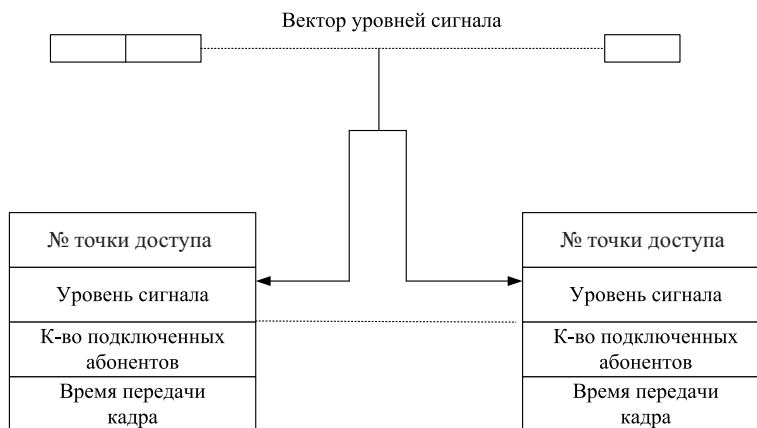 Вектор уровней сигнала
№ точки доступа
Уровень сигнала
К-во подключенных
абонентов
Время передачи
кадра
№ точки доступа
Уровень сигнала
К-во подключенных
абонентов
Время передачи
кадра